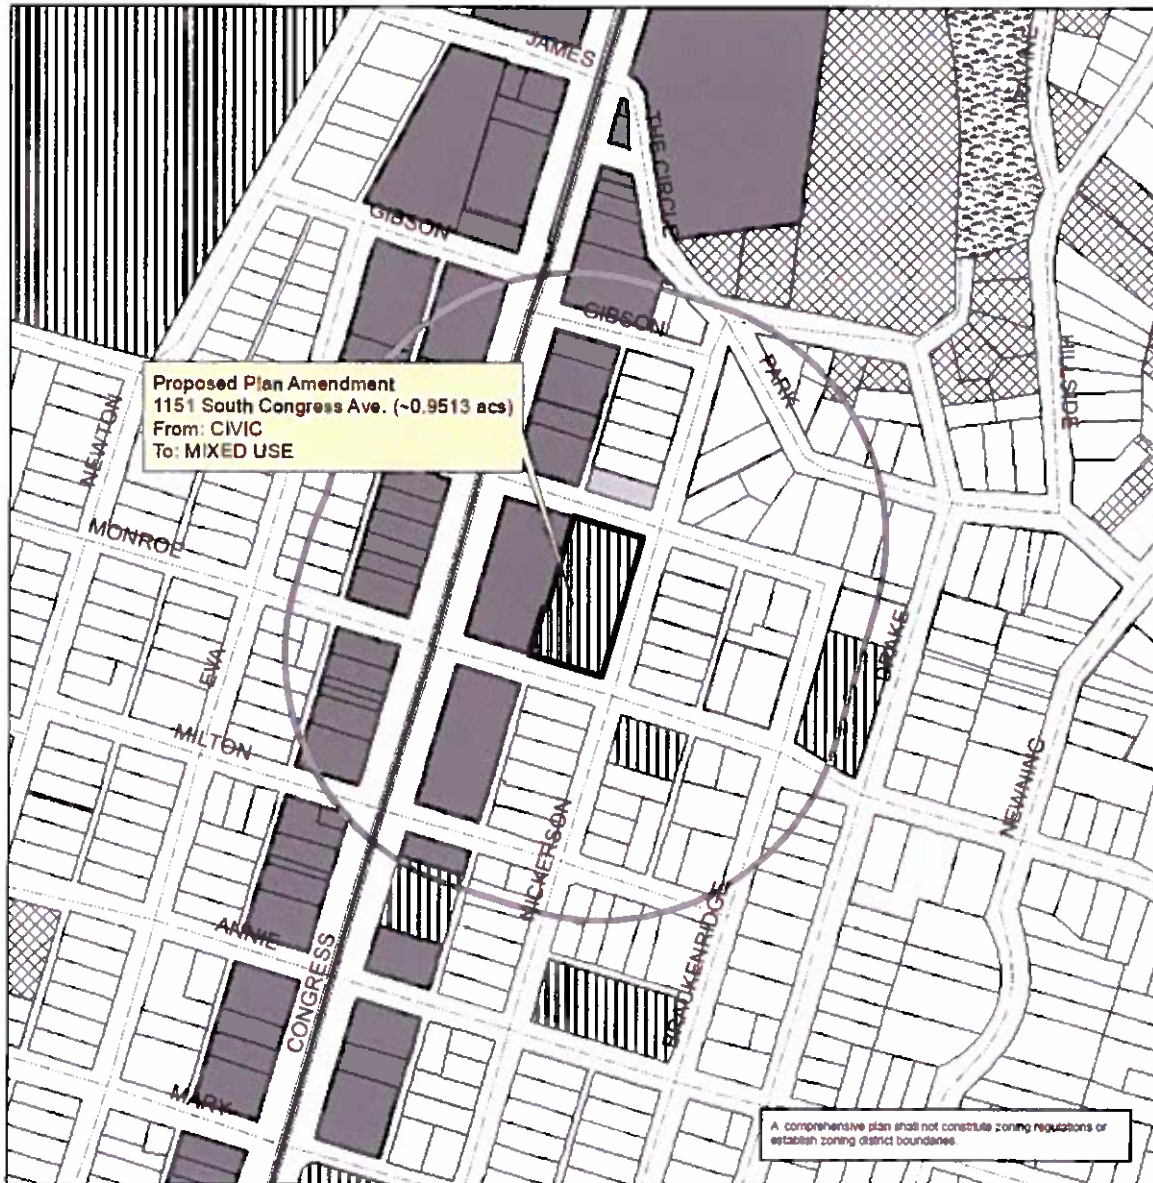 JAMES
THE CIRCLE
GIBSON
GIBSON
PARK
HILLSIDE
Proposed Plan Amendment
1151 South Congress Ave. (~0.9513 acs)
From: CIVIC
To: MIXED USE
NEWTON
MONROE
EVA
DRAKE
MILTON
NEWNING
NICKERSON
ANNIE
CONGRESS
BRAUKENRIDGE
MARY
A comprehensive plan shall not constitute zoning regulations or
establish zoning district boundaries.